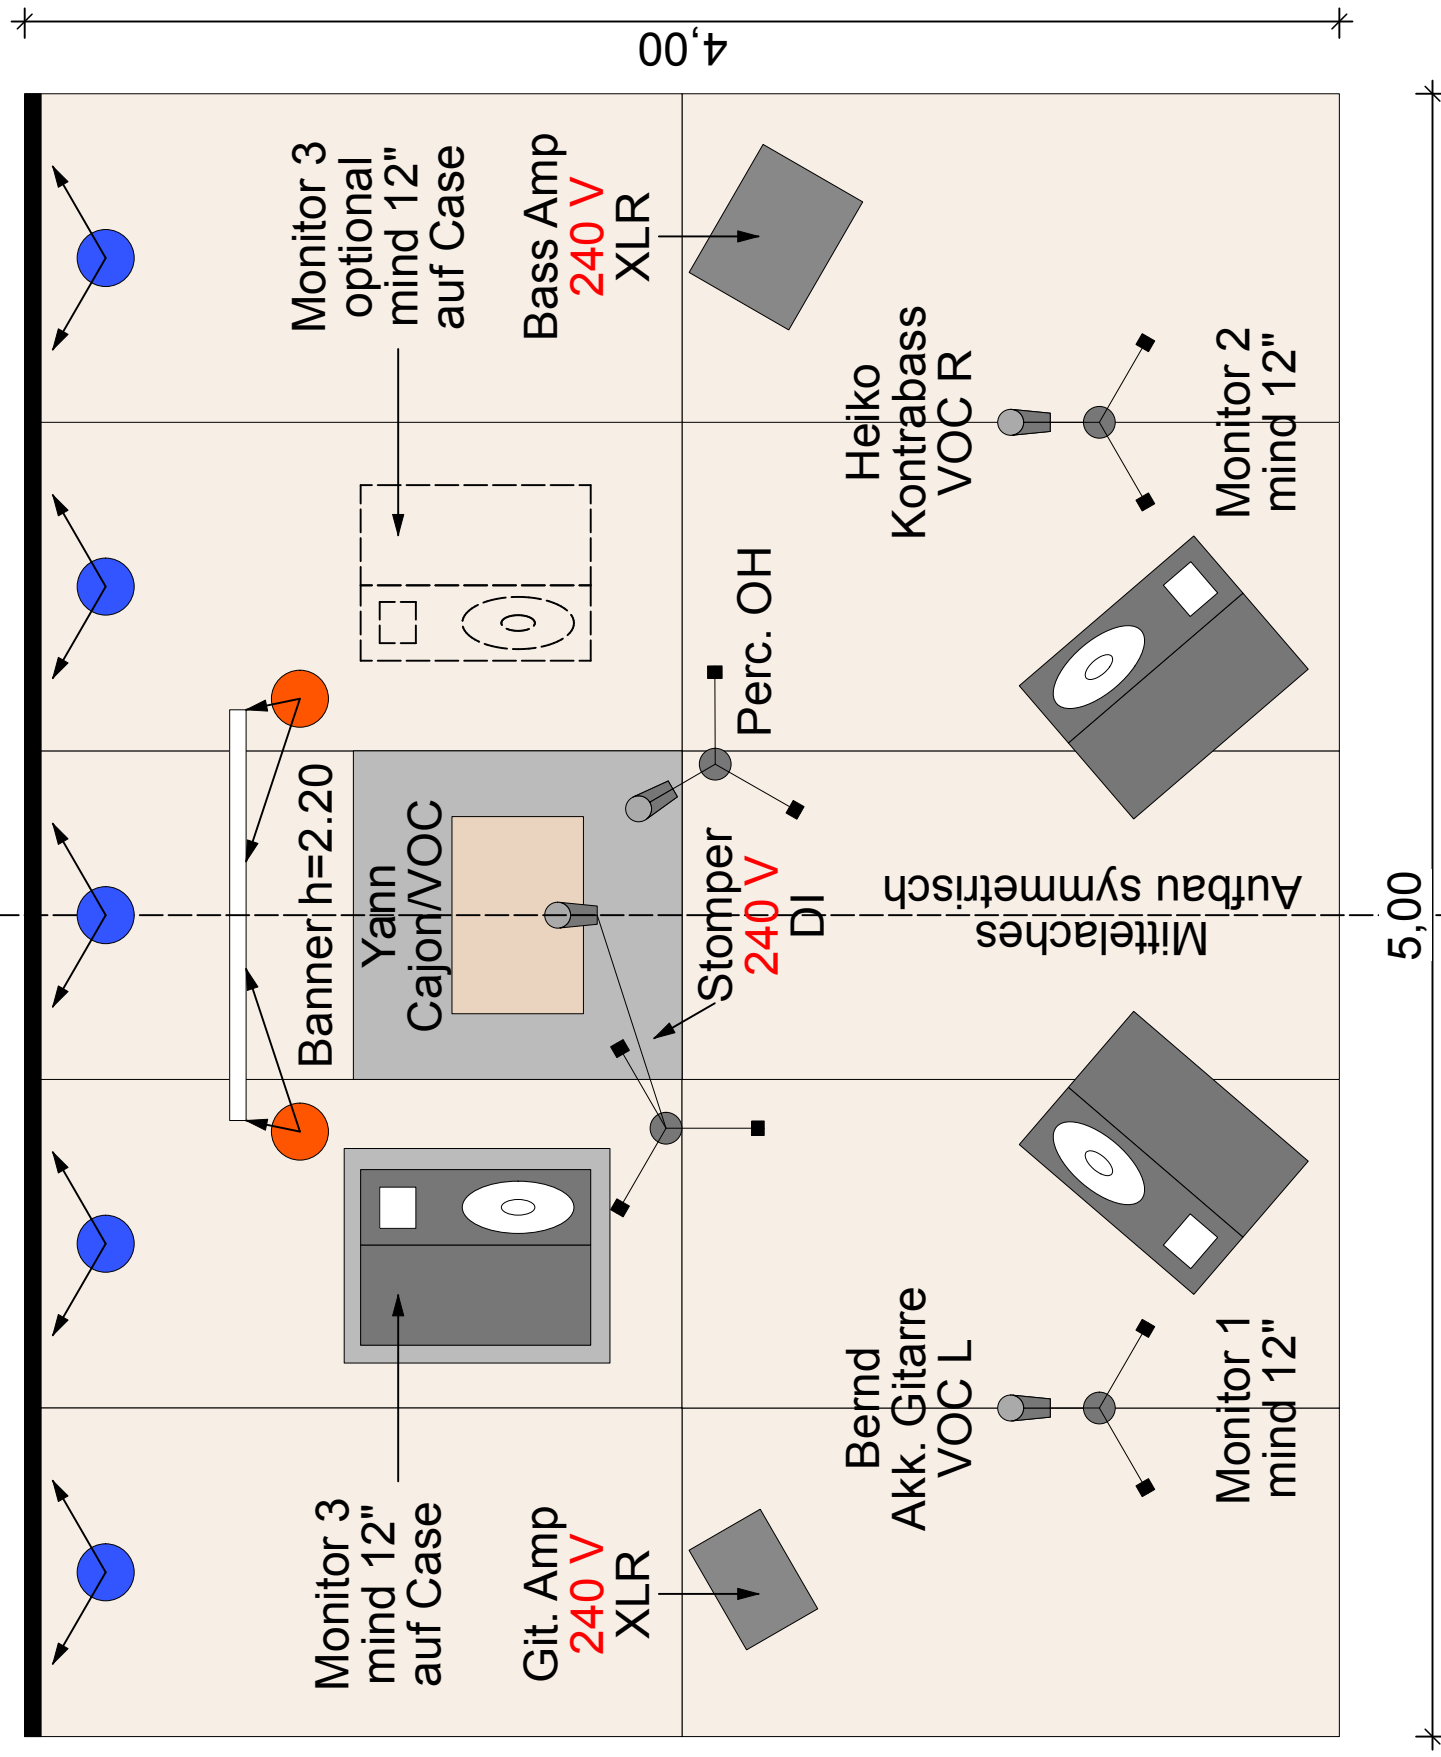 Banner h=2.20
Monitor 3
mind 12"
auf Case
Yann
Cajon/VOC
Monitor 3
optional
mind 12"
auf Case
Git. Amp
240 V
XLR
Stomper
240 V
DI
Perc. OH
Bass Amp
240 V
XLR
Bernd
Akk. Gitarre
VOC L
Heiko
Kontrabass
VOC R
Monitor 1
mind 12"
Monitor 2
mind 12"
Mittelaches
Aufbau symmetrisch
5,00
4,00